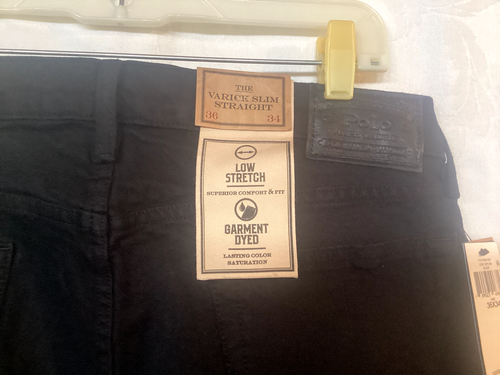 THE
VARICK SLIM
STRAIGHT
36 34
LOW
STRETCH
SUPERIOR COMFORT & FIT
GARMENT
DYED
LASTING COLOR
SATURATION
POLO